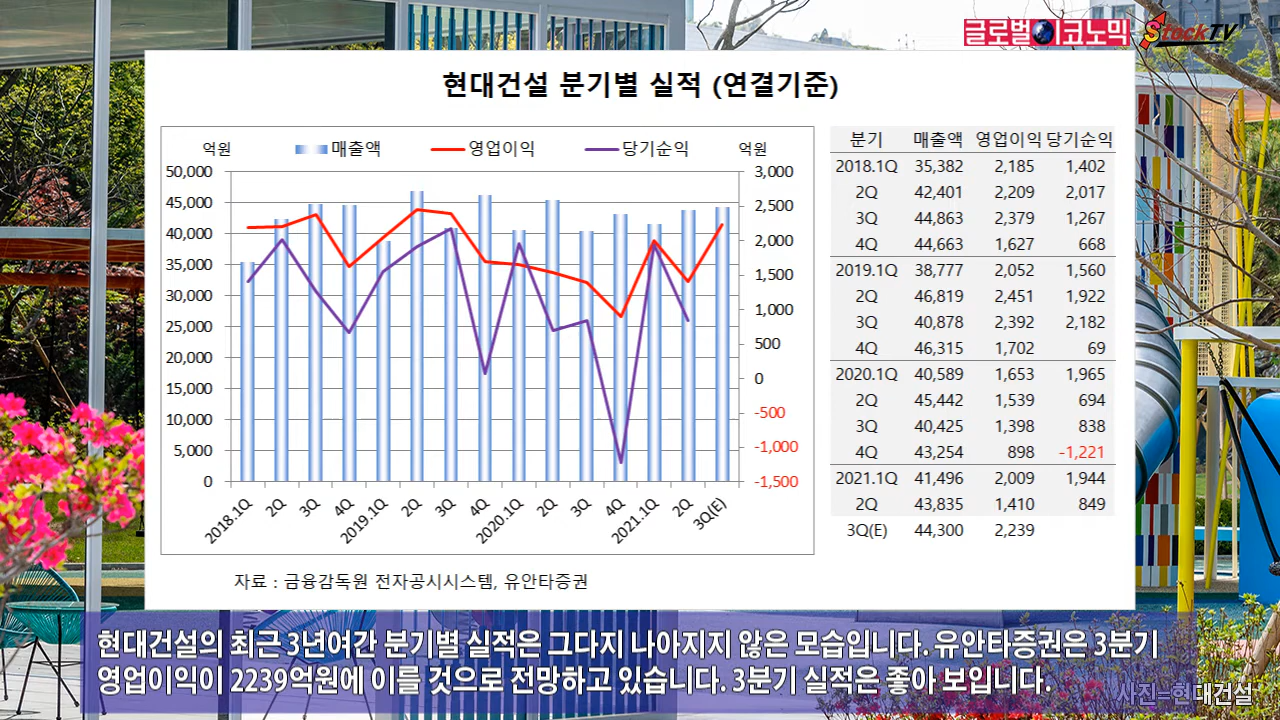 글로벌이코노믹 StockTV
현대건설 분기별 실적 (연결기준)
억원 매출액 영업이익 당기순익 억원
50,000 3,000
45,000 2,500
40,000 2,000
35,000 1,500
30,000 1,000
25,000 500
20,000 0
15,000 -500
10,000 -1,000
5,000 -1,500
0
2018.1Q 2Q 3Q 4Q 2019.1Q 2Q 3Q 4Q 2020.1Q 2Q 3Q 4Q 2021.1Q 2Q 3Q(E)
분기 매출액 영업이익 당기순익
2018.1Q 35,382 2,185 1,402
2Q 42,401 2,209 2,017
3Q 44,863 2,379 1,267
4Q 44,663 1,627 668
2019.1Q 38,777 2,052 1,560
2Q 46,819 2,451 1,922
3Q 40,878 2,392 2,182
4Q 46,315 1,702 69
2020.1Q 40,589 1,653 1,965
2Q 45,442 1,539 694
3Q 40,425 1,398 838
4Q 43,254 898 -1,221
2021.1Q 41,496 2,009 1,944
2Q 43,835 1,410 849
3Q(E) 44,300 2,239
자료 : 금융감독원 전자공시시스템, 유안타증권
현대건설의 최근 3년여간 분기별 실적은 그다지 나아지지 않은 모습입니다. 유안타증권은 3분기
영업이익이 2239억원에 이를 것으로 전망하고 있습니다. 3분기 실적은 좋아 보입니다.
사진=현대건설